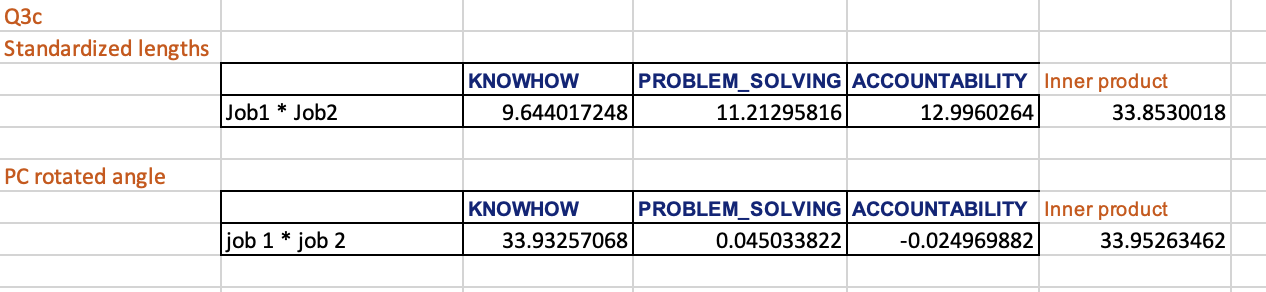 Q3c
Standardized lengths
KNOWHOW PROBLEM_SOLVING ACCOUNTABILITY Inner product
Job1 * Job2 9.644017248 11.21295816 12.9960264 33.8530018
PC rotated angle
KNOWHOW PROBLEM_SOLVING ACCOUNTABILITY Inner product
job 1 * job 2 33.93257068 0.045033822 -0.024969882 33.95263462